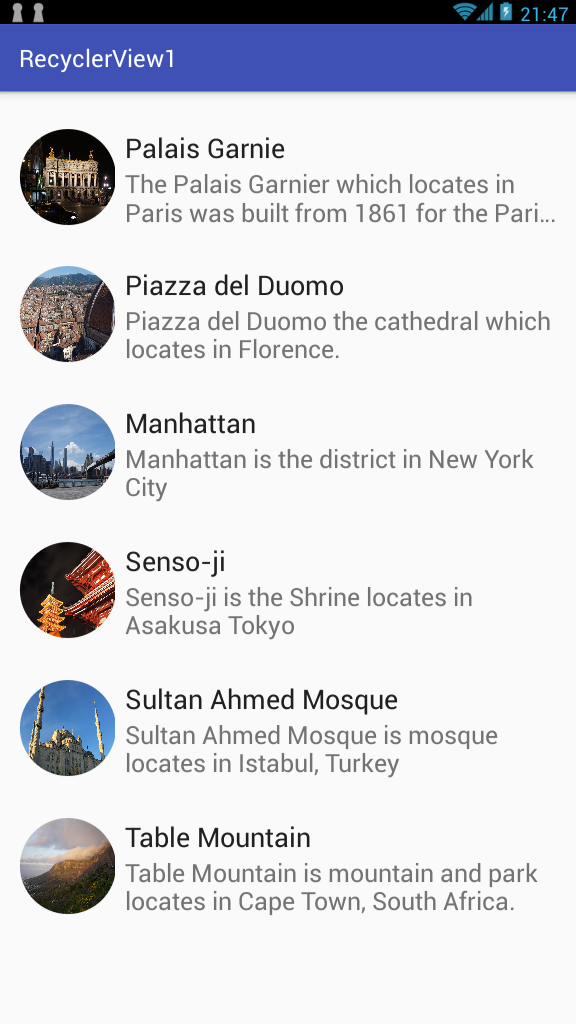 21:47
RecyclerView1
Palais Garnie
The Palais Garnier which locates in
Paris was built from 1861 for the Pari...
Piazza del Duomo
Piazza del Duomo the cathedral which
locates in Florence.
Manhattan
Manhattan is the district in New York
City
Senso-ji
Senso-ji is the Shrine locates in
Asakusa Tokyo
Sultan Ahmed Mosque
Sultan Ahmed Mosque is mosque
locates in Istabul, Turkey
Table Mountain
Table Mountain is mountain and park
locates in Cape Town, South Africa.